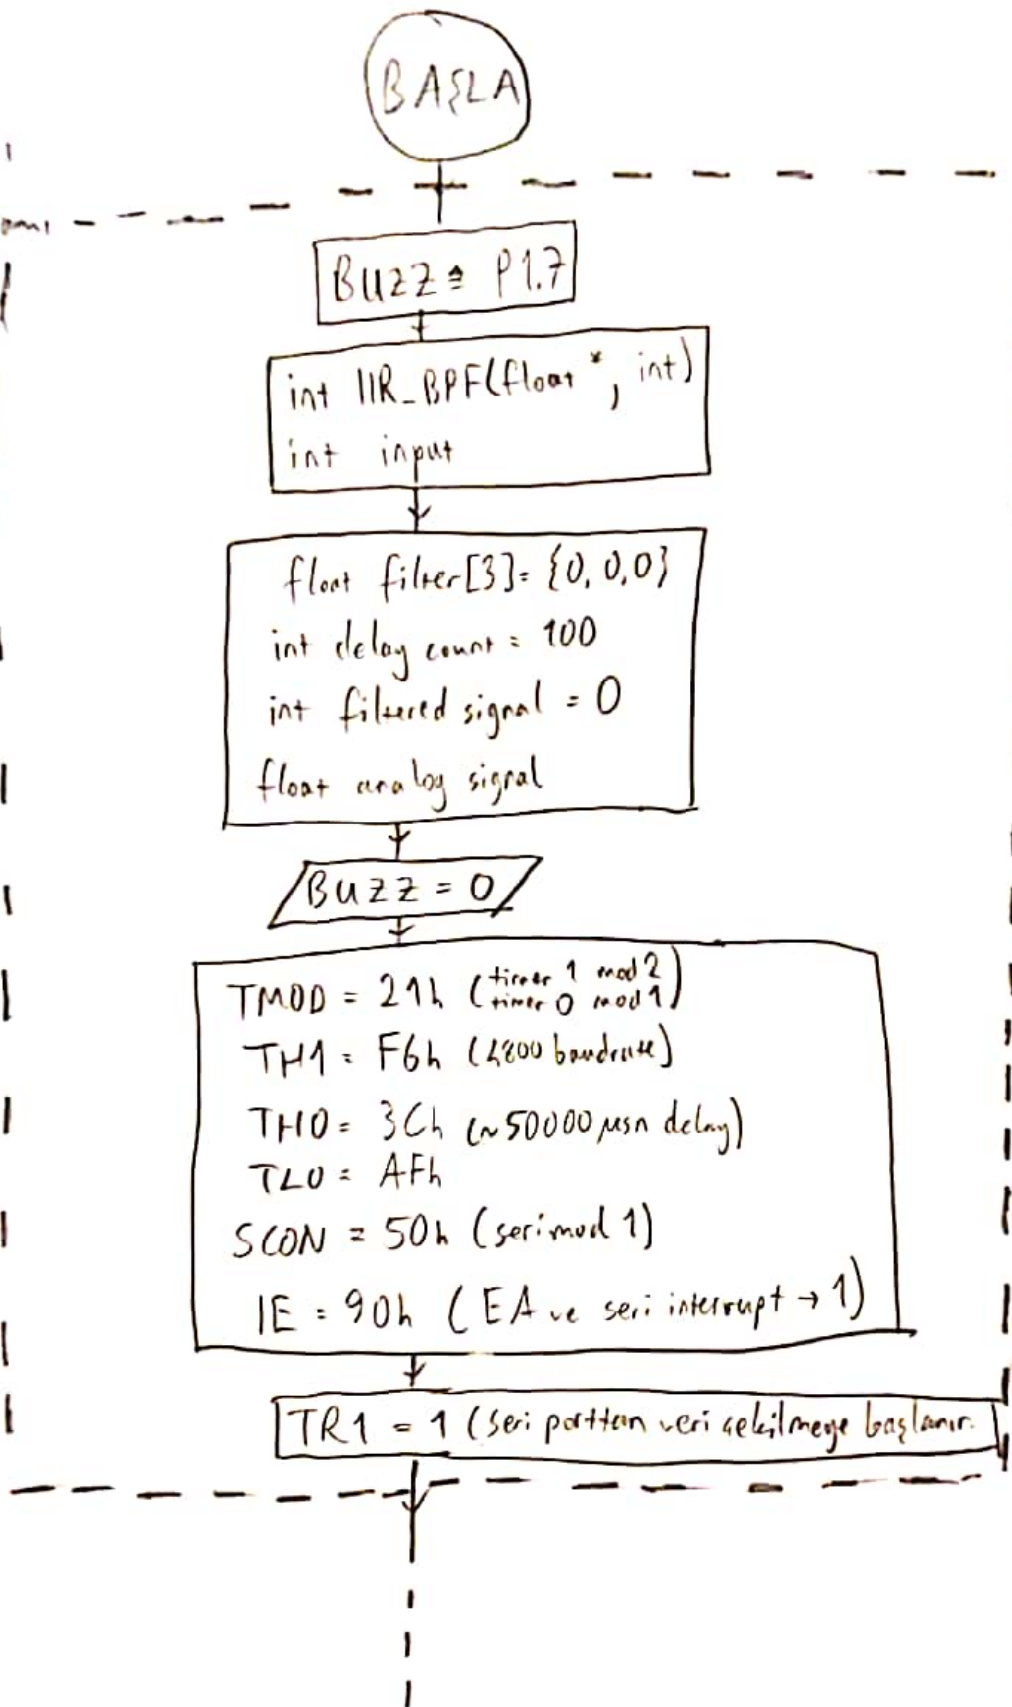 BAŞLA
Buzz ≙ P1.7
int IIR_BPF(float *, int)
int input
float filter[3]= {0, 0,0}
int delay count = 100
int filtered signal = 0
float analog signal
Buzz = 0
TMOD = 21h (timer 1 mod 2
timer 0 mod 1)
TH1 = F6h (4800 baudrate)
TH0 = 3Ch (~50000 µsn delay)
TL0 = AFh
SCON = 50h (seri mod 1)
IE = 90h (EA ve seri interrupt → 1)
TR1 = 1 (Seri porttan veri çekilmeye başlanır.